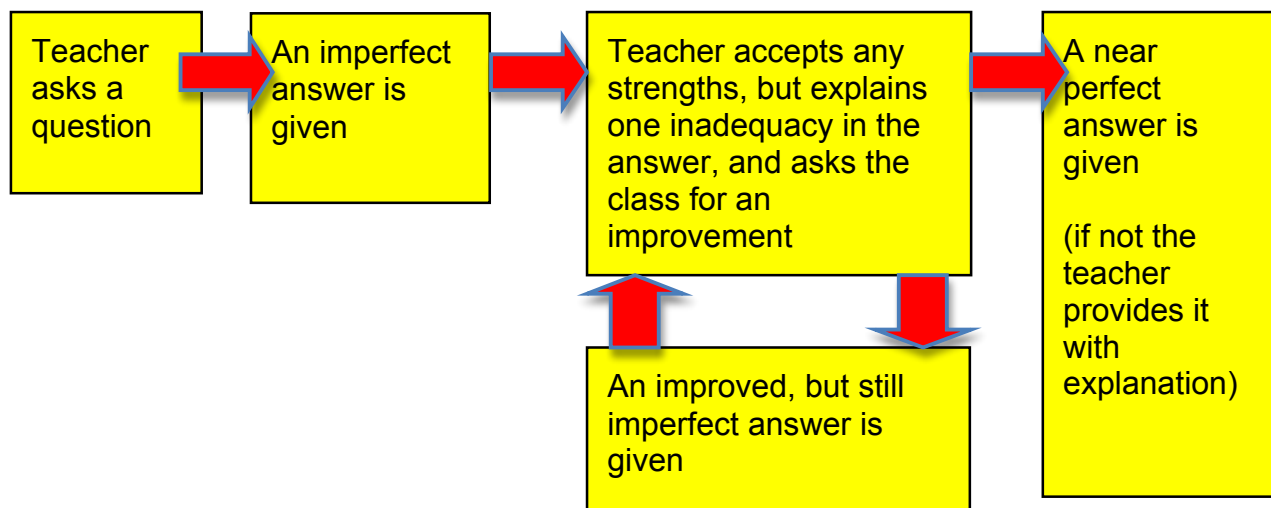 Teacher
asks a
question
An imperfect
answer is
given
Teacher accepts any
strengths, but explains
one inadequacy in the
answer, and asks the
class for an
improvement
An improved, but still
imperfect answer is
given
A near
perfect
answer is
given
(if not the
teacher
provides it
with
explanation)